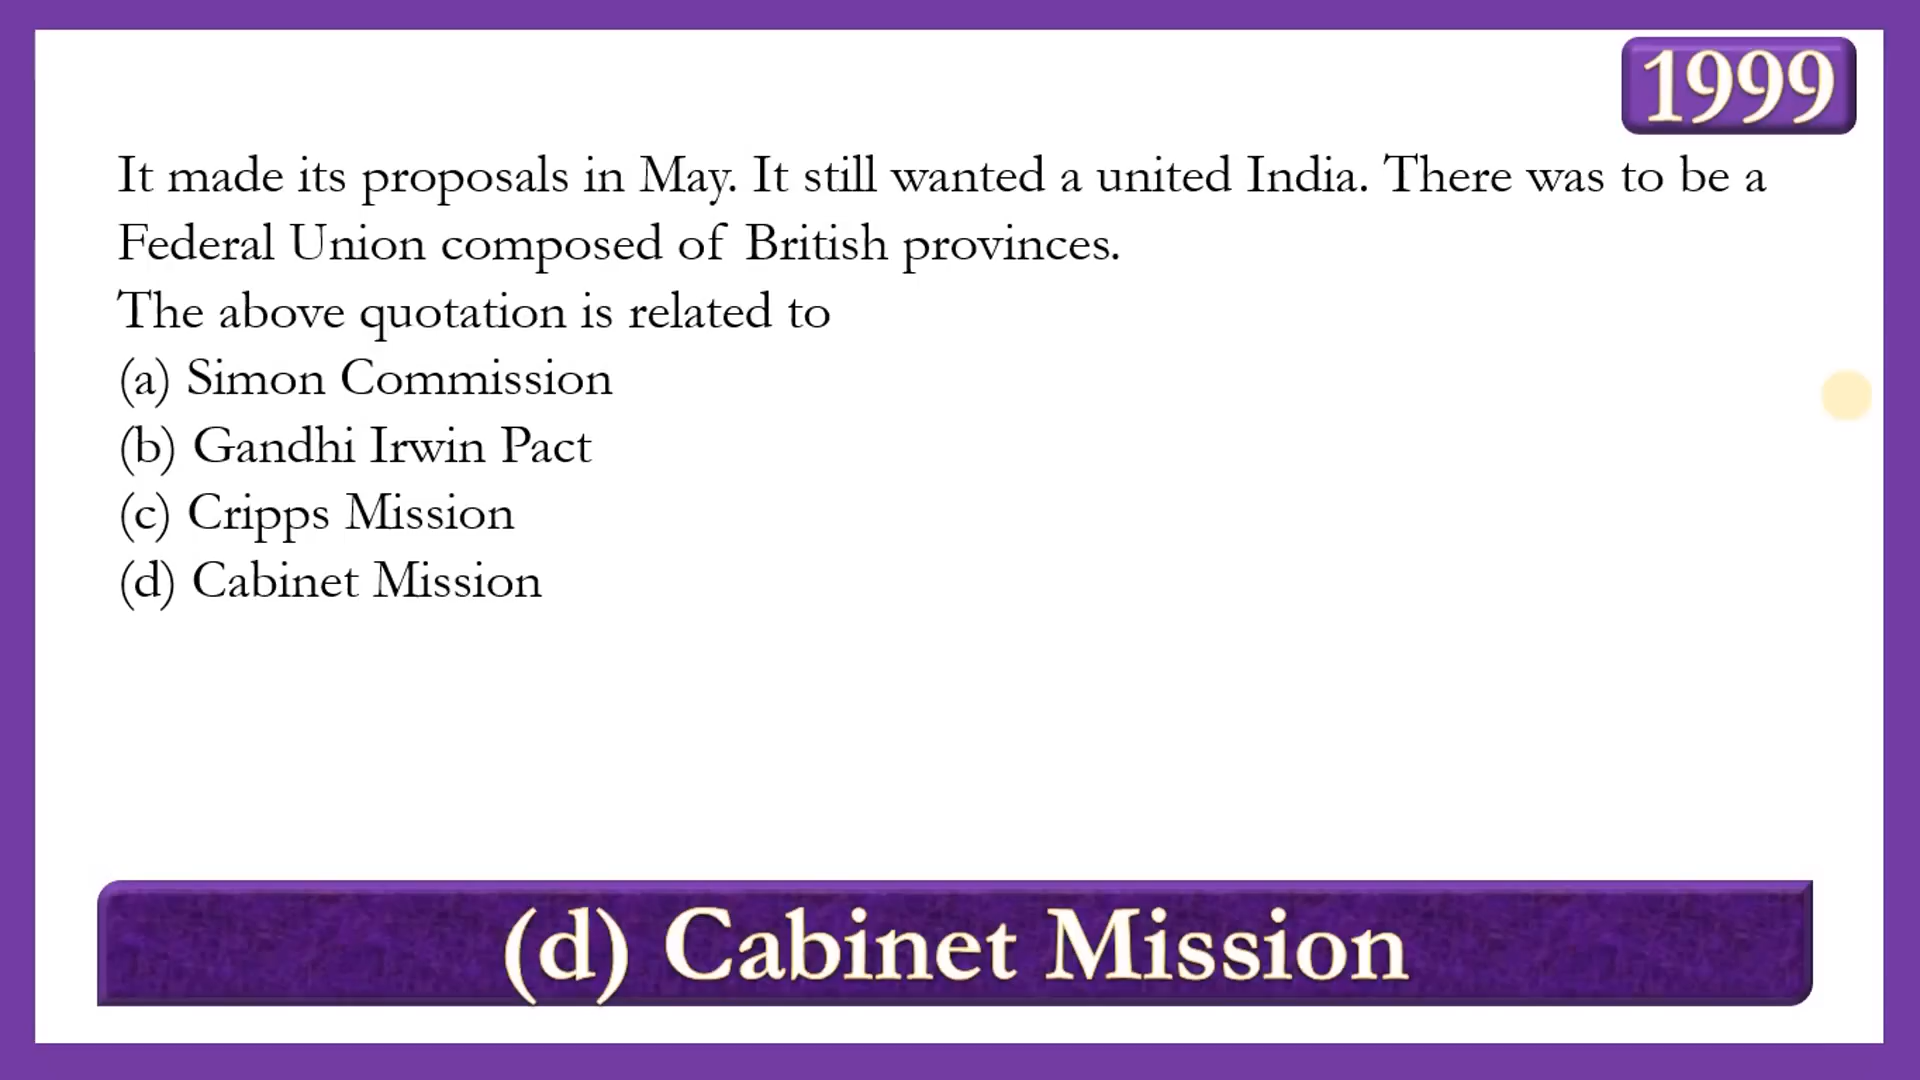 1999
It made its proposals in May. It still wanted a united India. There was to be a
Federal Union composed of British provinces.
The above quotation is related to
(a) Simon Commission
(b) Gandhi Irwin Pact
(c) Cripps Mission
(d) Cabinet Mission
(d) Cabinet Mission